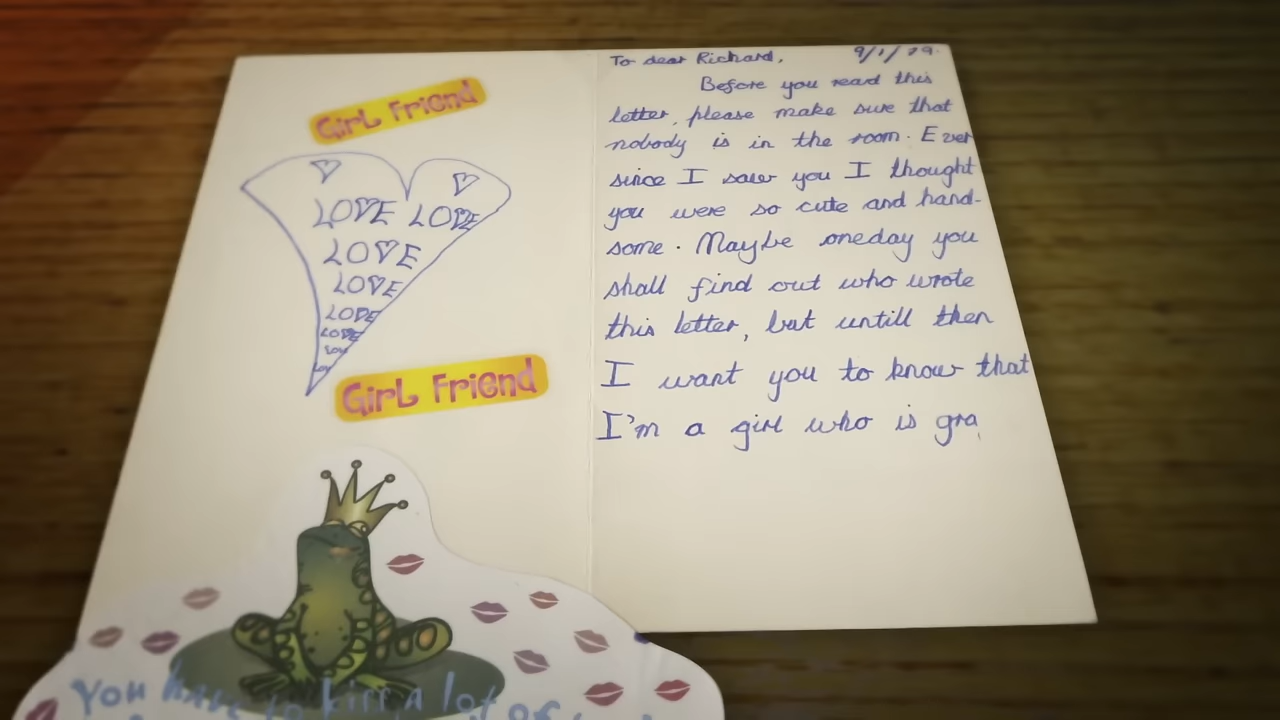 Girl Friend
LOVE LOVE
LOVE
LOVE
LOVE
LOVE
LOVE
Girl Friend
You have to kiss a lot of
To dear Richard, 9/1/79.
Before you read this
letter, please make sure that
nobody is in the room. Ever
since I saw you I thought
you were so cute and hand-
some. Maybe oneday you
shall find out who wrote
this letter, but untill then
I want you to know that
I'm a girl who is gra